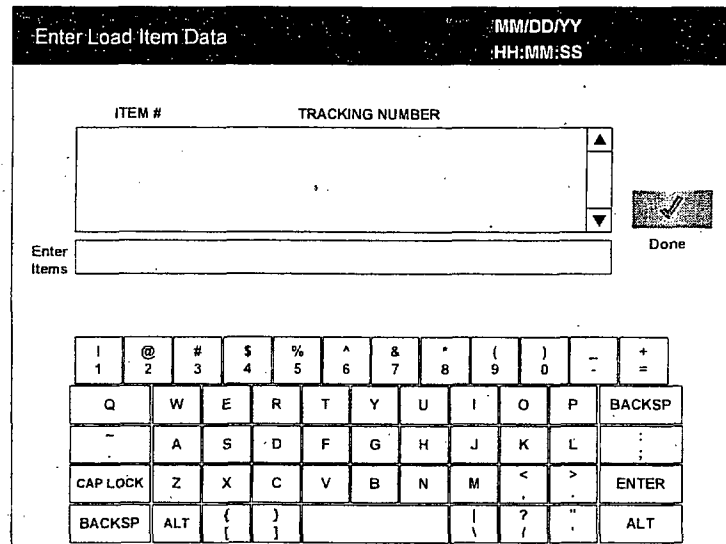 Enter Load Item Data
MM/DD/YY
HH:MM:SS
ITEM # TRACKING NUMBER
Enter
Items
Done
! @ # $ % ^ & * ( ) _ +
1 2 3 4 5 6 7 8 9 0 - =
Q W E R T Y U I O P BACKSP
~ A S D F G H J K L :
;
CAP LOCK Z X C V B N M < > ENTER
, .
BACKSP ALT { } | ? " ALT
[ ] \ / '